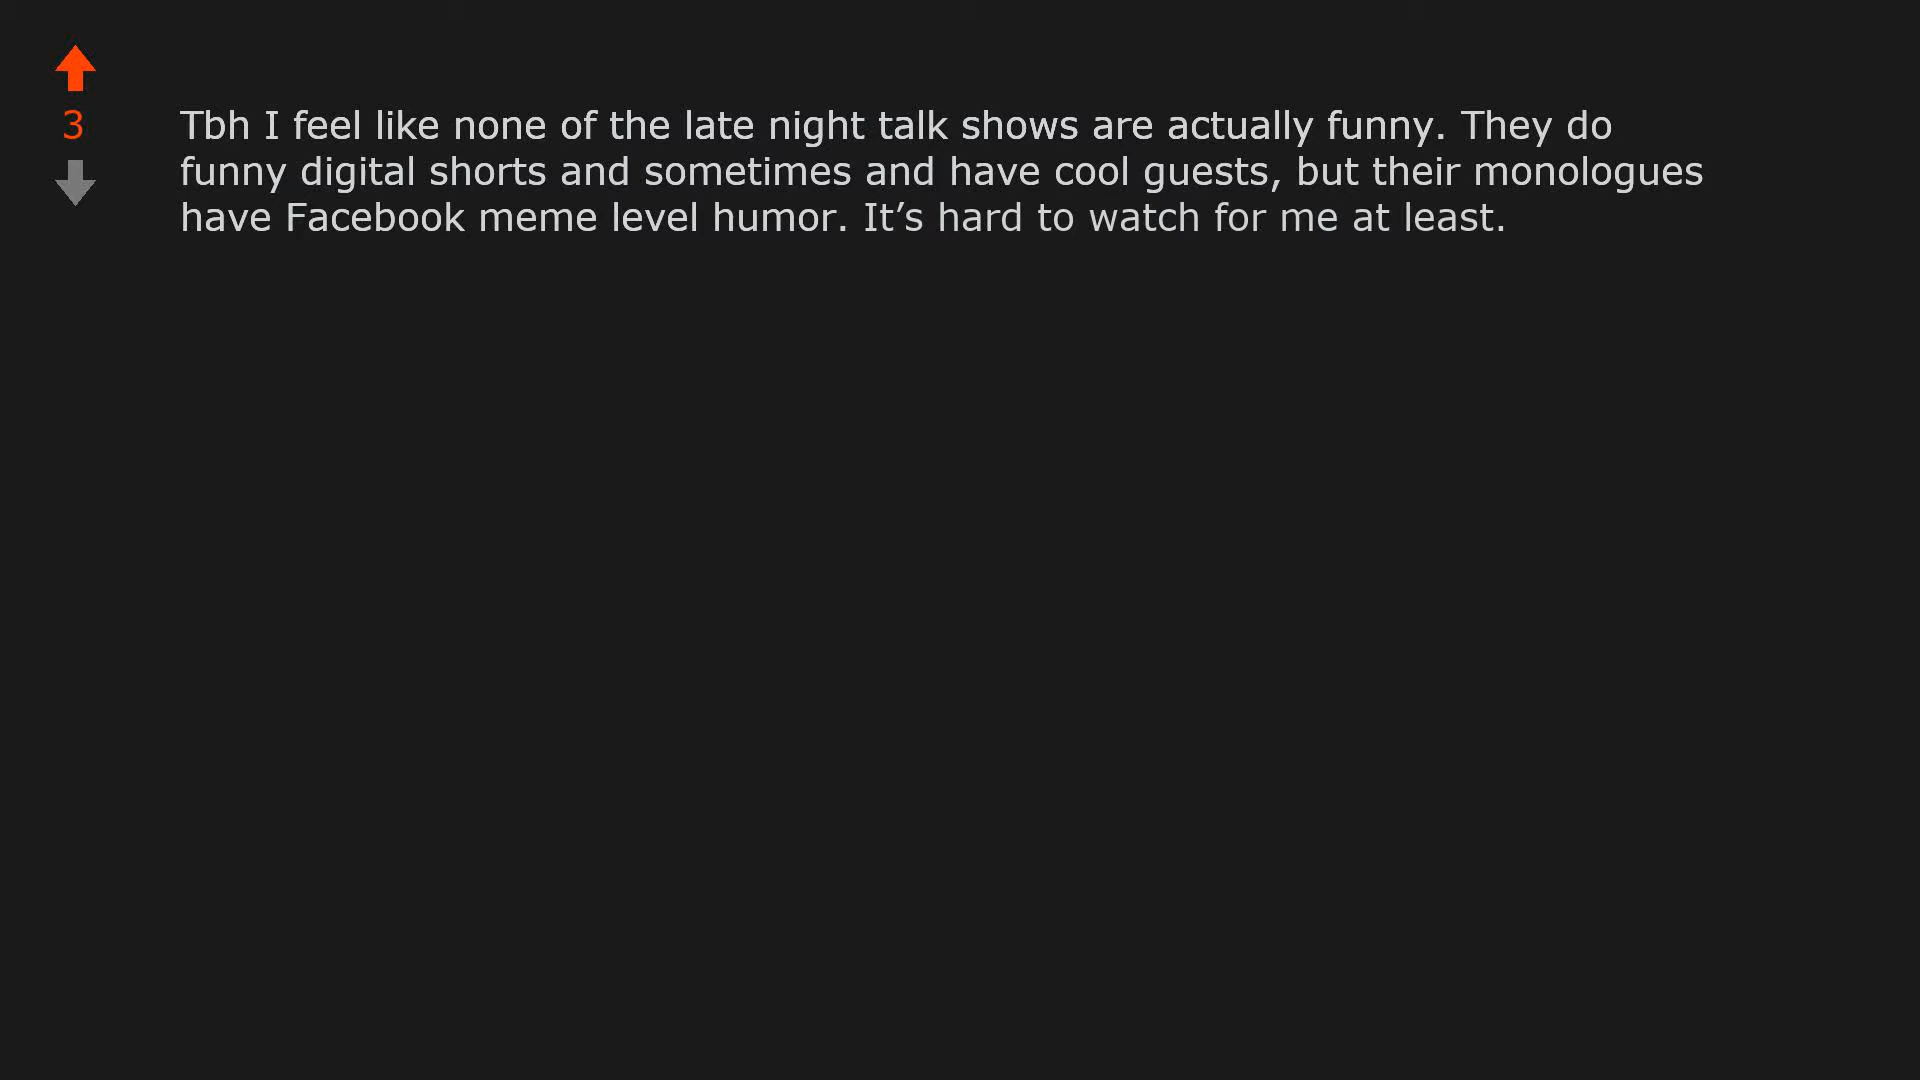 3
Tbh I feel like none of the late night talk shows are actually funny. They do
funny digital shorts and sometimes and have cool guests, but their monologues
have Facebook meme level humor. It’s hard to watch for me at least.